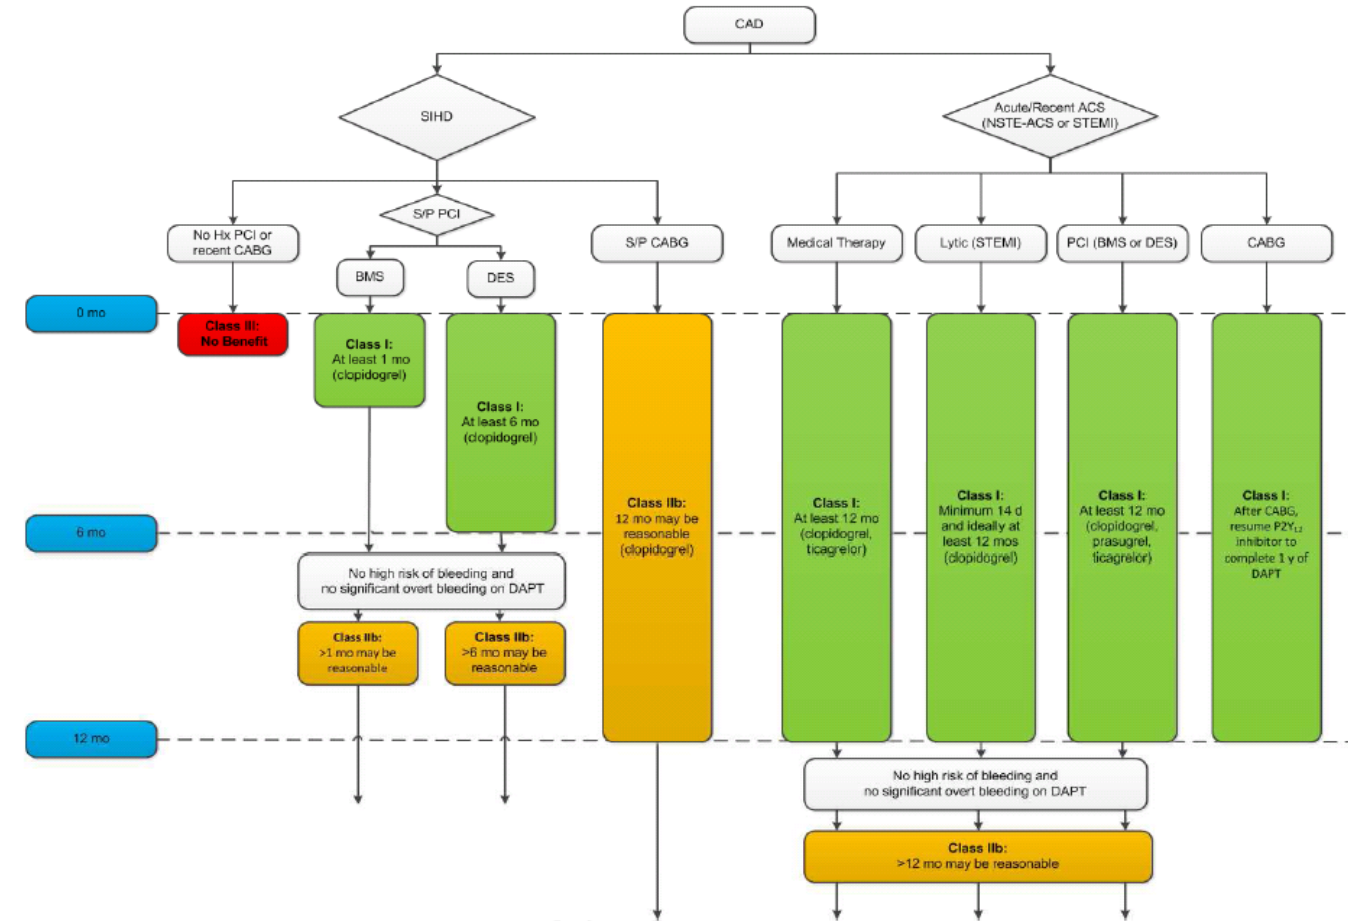 CAD
SIHD
Acute/Recent ACS
(NSTE-ACS or STEMI)
No Hx PCI or
recent CABG
S/P PCI
S/P CABG
Medical Therapy
Lytic (STEMI)
PCI (BMS or DES)
CABG
BMS
DES
0 mo
Class III:
No Benefit
Class I:
At least 1 mo
(clopidogrel)
Class I:
At least 6 mo
(clopidogrel)
Class IIb:
12 mo may be
reasonable
(clopidogrel)
Class I:
At least 12 mo
(clopidogrel,
ticagrelor)
Class I:
Minimum 14 d
and ideally at
least 12 mos
(clopidogrel)
Class I:
At least 12 mo
(clopidogrel,
prasugrel,
ticagrelor)
Class I:
After CABG,
resume P2Y₁₂
inhibitor to
complete 1 y of
DAPT
6 mo
No high risk of bleeding and
no significant overt bleeding on DAPT
Class IIb:
>1 mo may be
reasonable
Class IIb:
>6 mo may be
reasonable
12 mo
No high risk of bleeding and
no significant overt bleeding on DAPT
Class IIb:
>12 mo may be reasonable